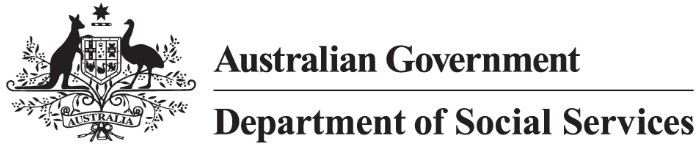 Australian Government
Department of Social Services
AUSTRALIA